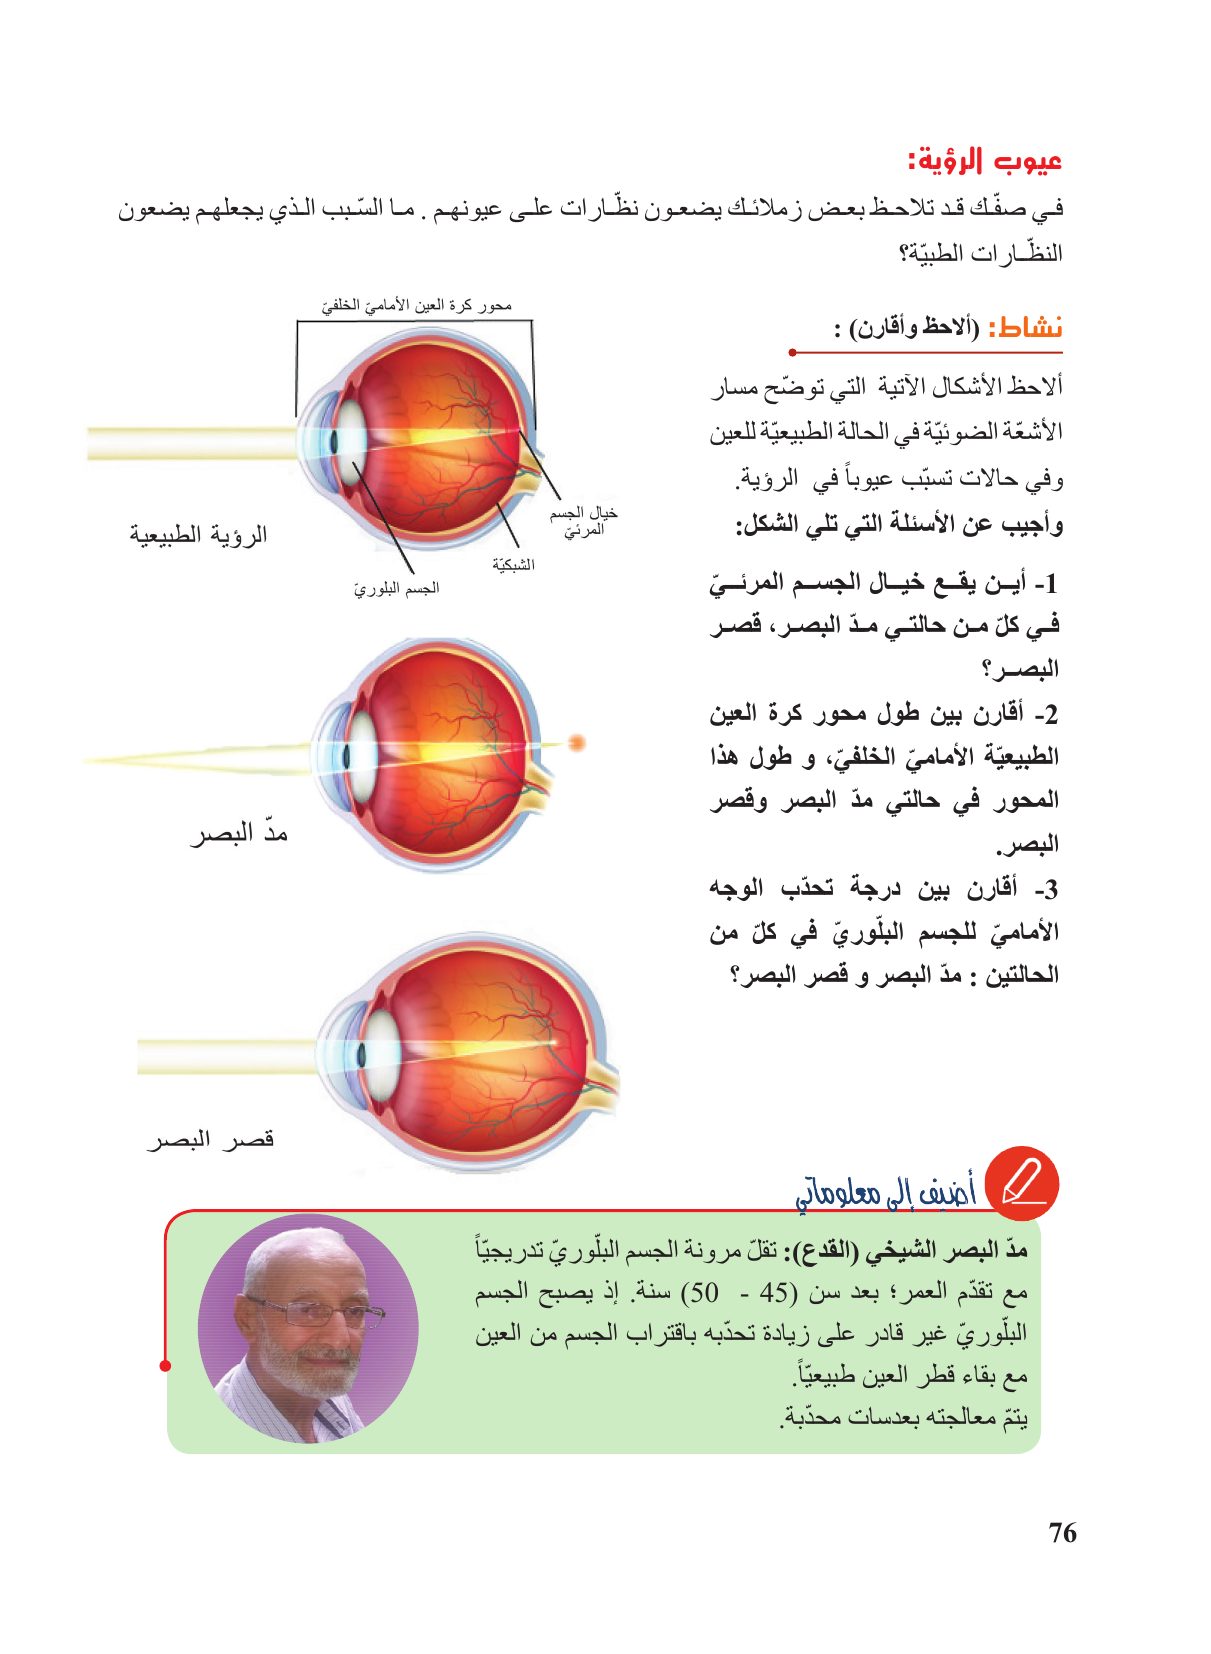 عيوب الرؤية:
في صفّك قد تلاحظ بعض زملائك يضعون نظّارات على عيونهم . ما السّبب الذي يجعلهم يضعون
النظّارات الطبيّة؟
نشاط: (ألاحظ وأقارن) :
ألاحظ الأشكال الآتية التي توضّح مسار
الأشعّة الضوئيّة في الحالة الطبيعيّة للعين
وفي حالات تسبّب عيوباً في الرؤية.
وأجيب عن الأسئلة التي تلي الشكل:
1- أين يقع خيال الجسم المرئيّ
في كلّ من حالتي مدّ البصر، قصر
البصر؟
2- أقارن بين طول محور كرة العين
الطبيعيّة الأماميّ الخلفيّ، و طول هذا
المحور في حالتي مدّ البصر وقصر
البصر.
3- أقارن بين درجة تحدّب الوجه
الأماميّ للجسم البلّوريّ في كلّ من
الحالتين : مدّ البصر و قصر البصر؟
محور كرة العين الأماميّ الخلفيّ
خيال الجسم
المرئيّ
الشبكيّة
الجسم البلوريّ
الرؤية الطبيعية
مدّ البصر
قصر البصر
أضيف إلى معلوماتي
مدّ البصر الشيخي (القدع): تقلّ مرونة الجسم البلّوريّ تدريجيّاً
مع تقدّم العمر؛ بعد سن (45 - 50) سنة. إذ يصبح الجسم
البلّوريّ غير قادر على زيادة تحدّبه باقتراب الجسم من العين
مع بقاء قطر العين طبيعيّاً.
يتمّ معالجته بعدسات محدّبة.
76